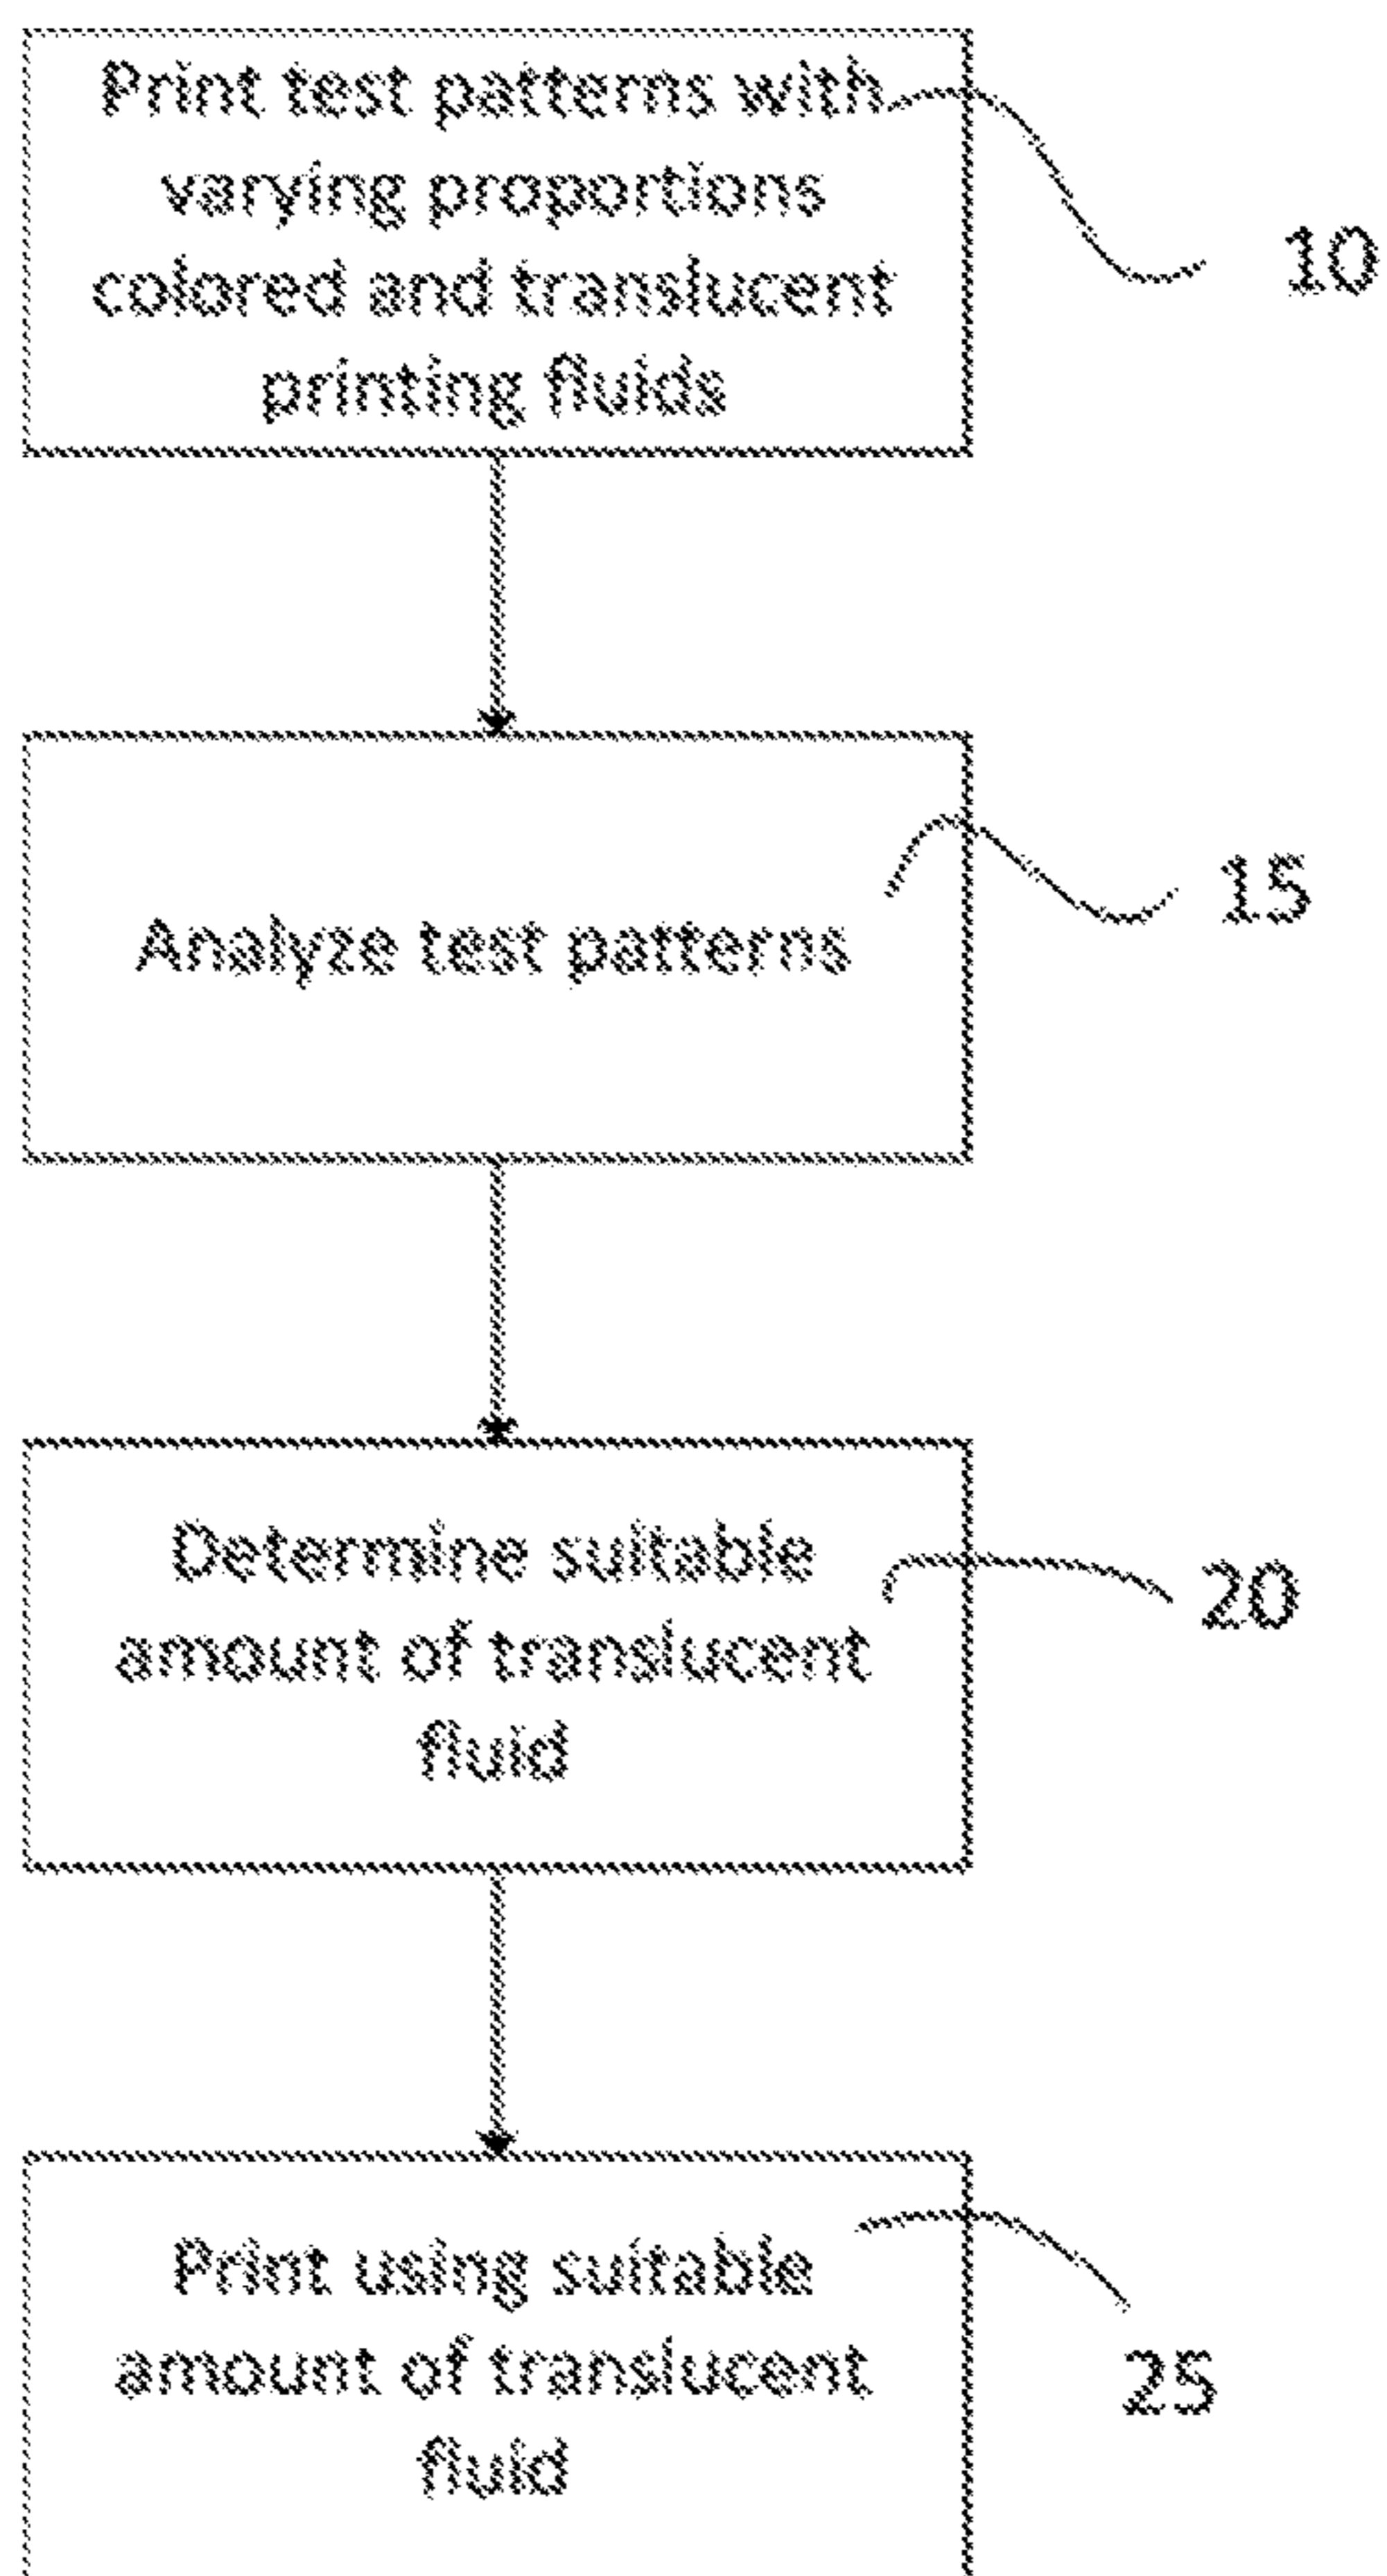 Print test patterns with
varying proportions
colored and translucent
printing fluids
10
Analyze test patterns
15
Determine suitable
amount of translucent
fluid
20
Print using suitable
amount of translucent
fluid
25